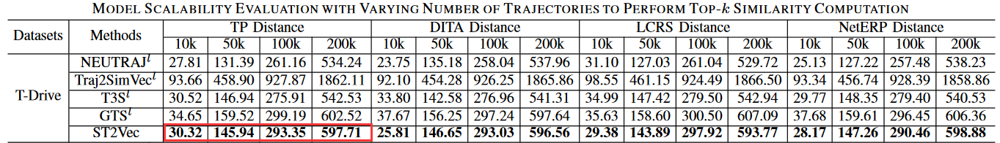 MODEL SCALABILITY EVALUATION WITH VARYING NUMBER OF TRAJECTORIES TO PERFORM TOP-k SIMILARITY COMPUTATION
Datasets Methods TP Distance DITA Distance LCRS Distance NetERP Distance
10k 50k 100k 200k 10k 50k 100k 200k 10k 50k 100k 200k 10k 50k 100k 200k
T-Drive NEUTRAJ^l 27.81 131.39 261.16 534.24 23.75 135.18 258.04 537.96 31.10 127.03 261.04 529.72 25.13 127.22 257.48 538.23
Traj2SimVec^l 93.66 458.90 927.87 1862.11 92.10 454.28 926.25 1865.86 98.55 461.15 924.49 1866.50 93.34 456.74 928.39 1858.86
T3S^l 30.52 146.94 275.91 542.53 33.80 142.58 276.96 541.31 34.99 147.42 279.50 542.94 29.77 148.35 279.40 540.53
GTS^l 34.65 159.52 299.19 602.52 37.67 156.25 297.24 597.64 35.63 158.60 300.50 607.09 37.68 159.61 296.45 606.36
ST2Vec 30.32 145.94 293.35 597.71 25.81 146.65 293.03 596.56 29.38 143.89 297.92 593.77 28.17 147.26 290.46 598.88